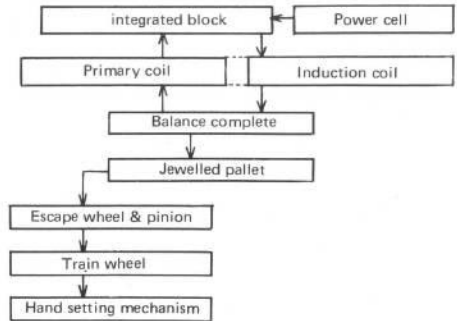 integrated block
Power cell
Primary coil
Induction coil
Balance complete
Jewelled pallet
Escape wheel & pinion
Train wheel
Hand setting mechanism